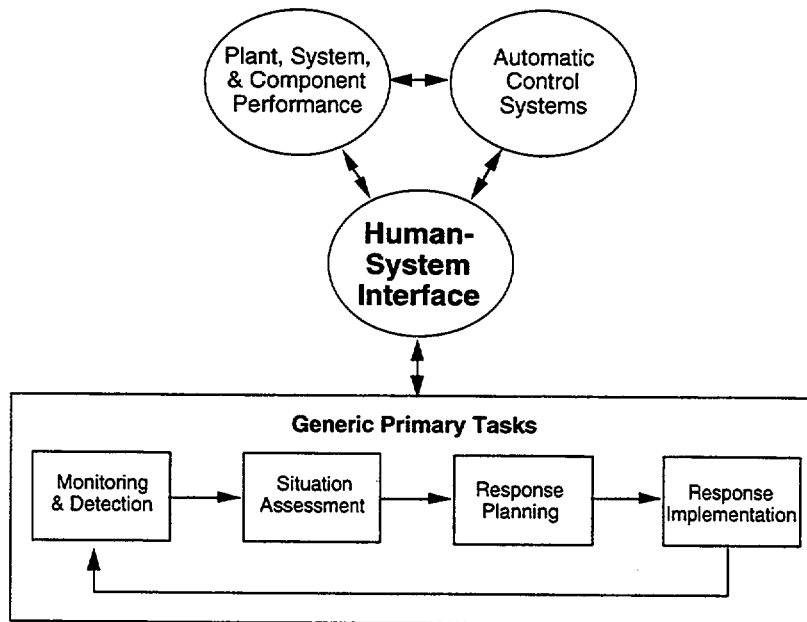 Plant, System,
& Component
Performance
Automatic
Control
Systems
Human-
System
Interface
Generic Primary Tasks
Monitoring
& Detection
Situation
Assessment
Response
Planning
Response
Implementation